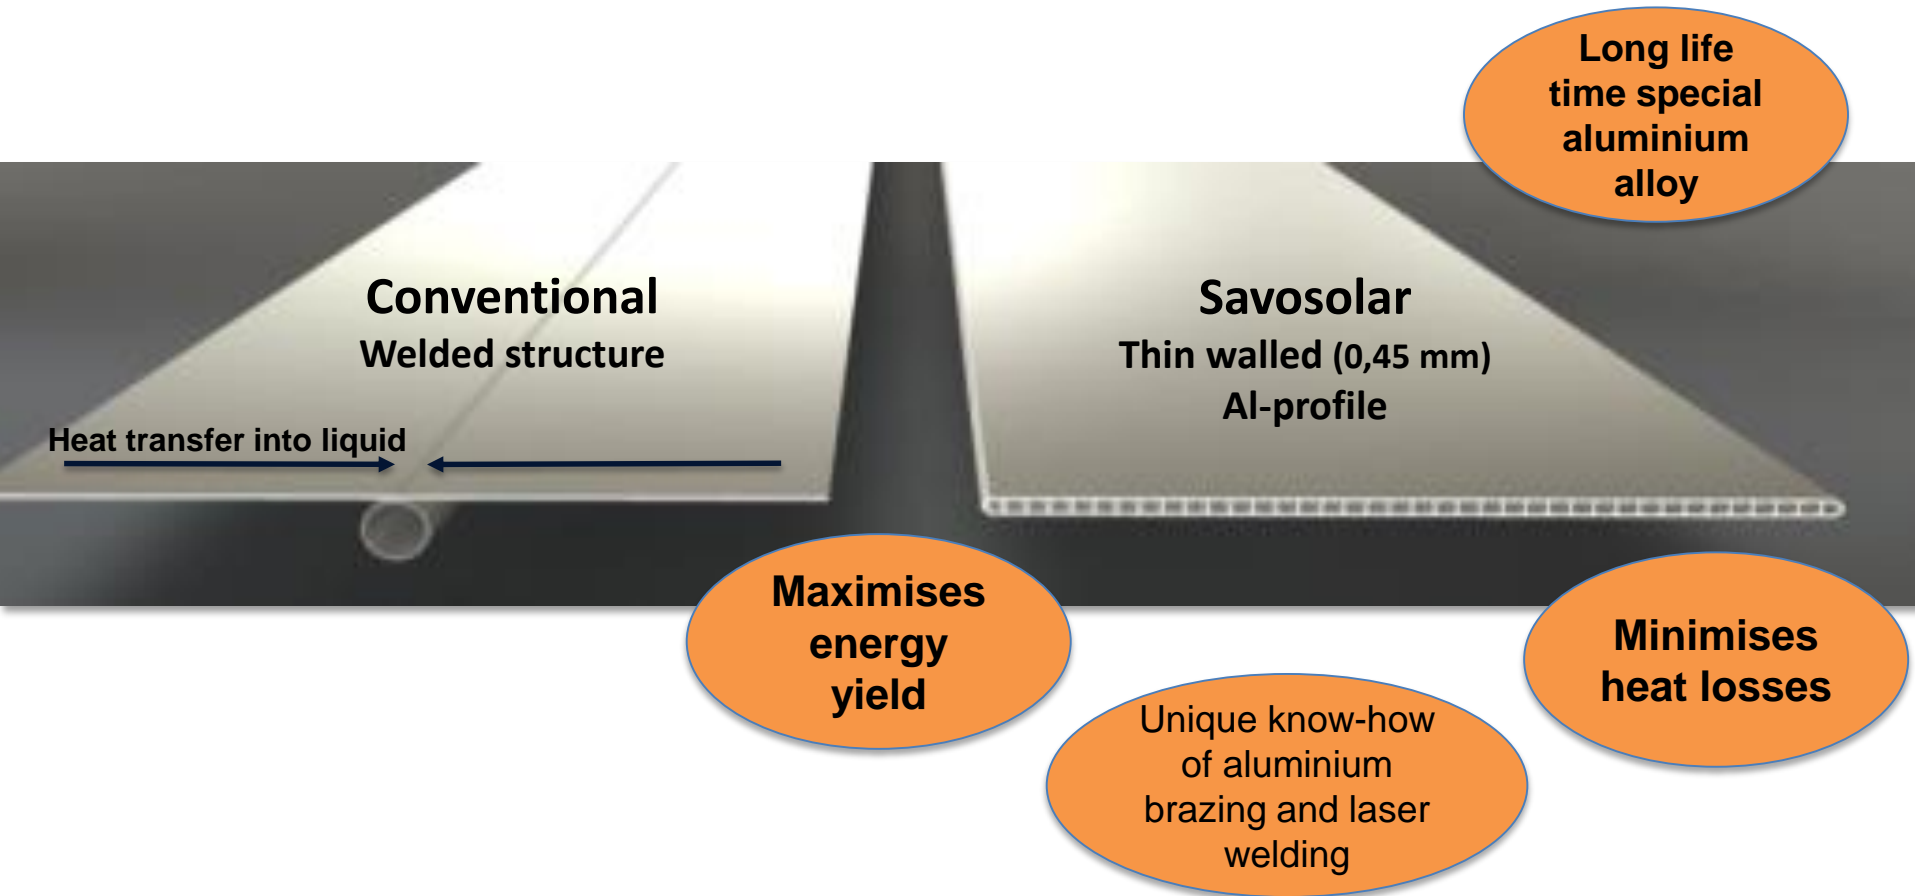 Long life
time special
aluminium
alloy
Conventional
Welded structure
Heat transfer into liquid
Savosolar
Thin walled (0,45 mm)
Al-profile
Maximises
energy
yield
Unique know-how
of aluminium
brazing and laser
welding
Minimises
heat losses